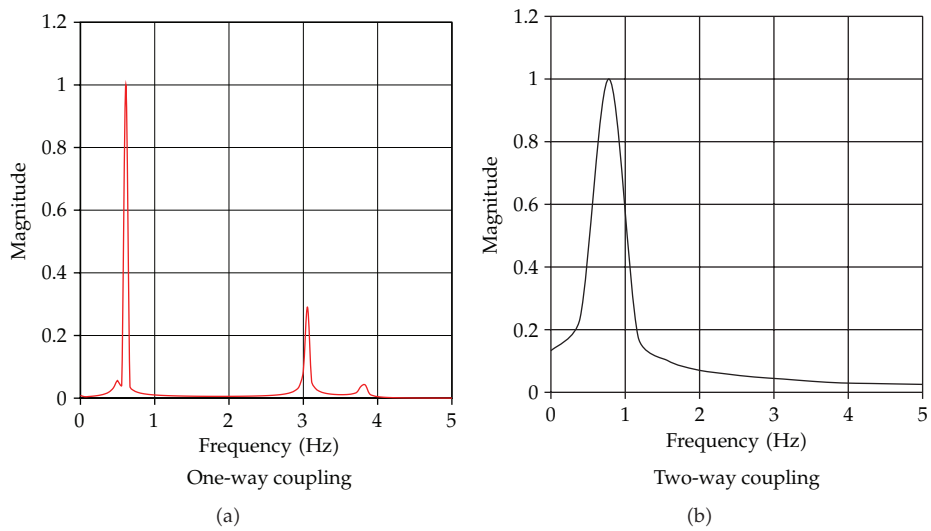 1.2
1
0.8
0.6
0.4
0.2
0
Magnitude
0 1 2 3 4 5
Frequency (Hz)
One-way coupling
(a)
1.2
1
0.8
0.6
0.4
0.2
0
Magnitude
0 1 2 3 4 5
Frequency (Hz)
Two-way coupling
(b)